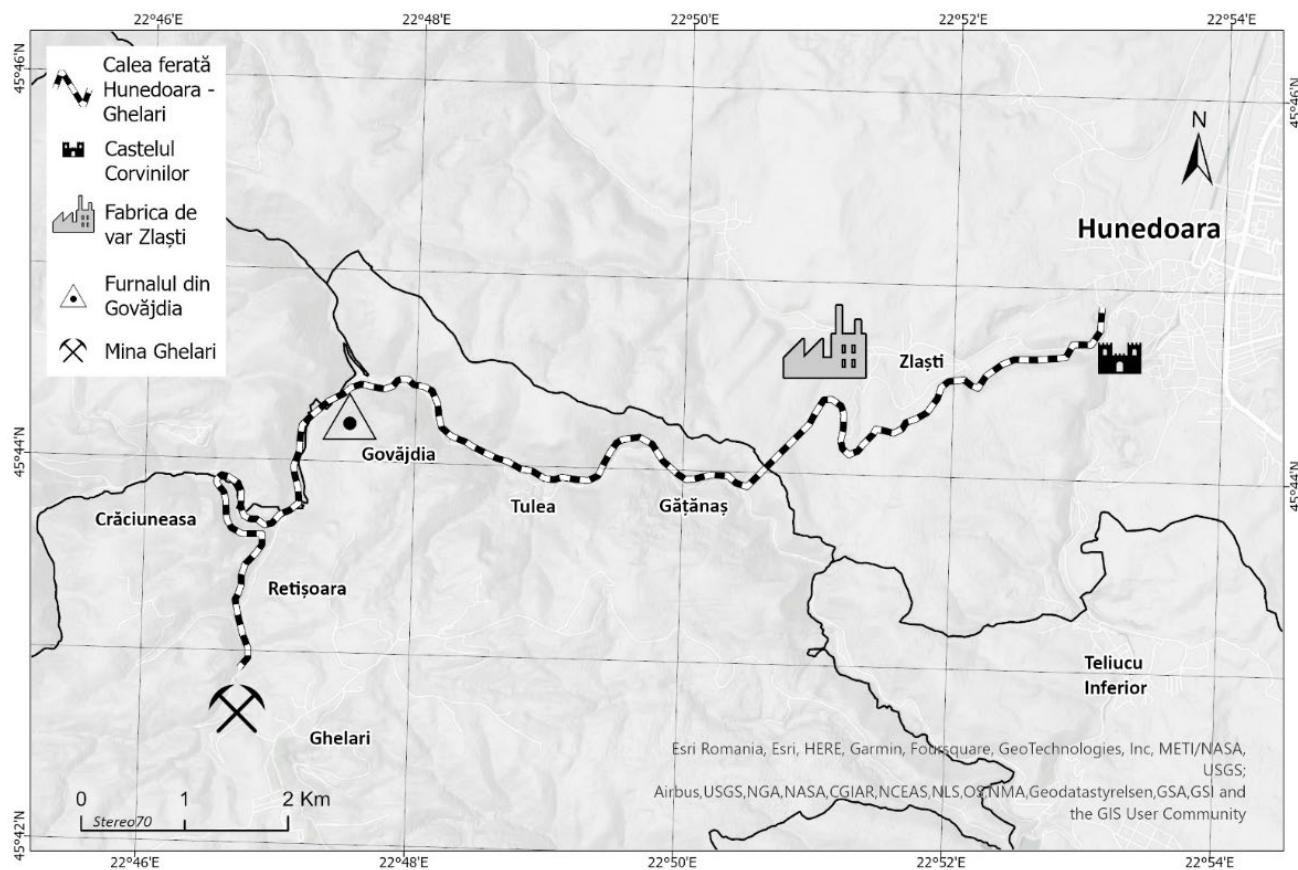 22°46'E 22°48'E 22°50'E 22°52'E 22°54'E
45°46'N
45°46'N
Calea ferată
Hunedoara -
Ghelari
Castelul
Corvinilor
Fabrica de
var Zlaști
Furnalul din
Govăjdia
Mina Ghelari
N
Hunedoara
Zlaști
45°44'N
Govăjdia
45°44'N
Tulea
Gățănaș
Crăciuneasa
Retișoara
Teliucu
Inferior
Ghelari
Esri Romania, Esri, HERE, Garmin, Foursquare, GeoTechnologies, Inc, METI/NASA,
USGS;
Airbus,USGS,NGA,NASA,CGIAR,NCEAS,NLS,OS,NMA,Geodatastyrelsen,GSA,GSI and
the GIS User Community
0 1 2 Km
Stereo70
45°42'N
22°46'E 22°48'E 22°50'E 22°52'E 22°54'E